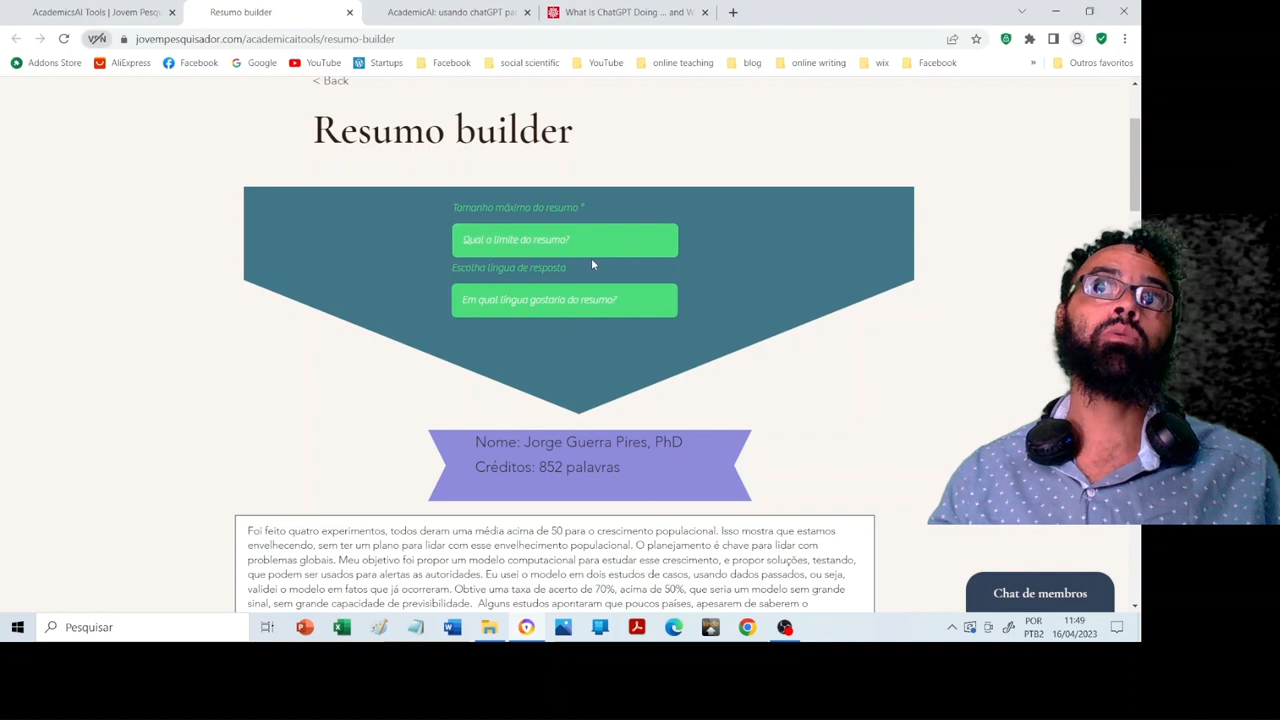 AcademicsAI Tools | Jovem Pesqu
Resumo builder
AcademicAI: usando chatGPT pa
What Is ChatGPT Doing ... and W
VPN
jovempesquisador.com/academicaitools/resumo-builder
Addons Store
AliExpress
Facebook
Google
YouTube
Startups
Facebook
social scientific
YouTube
online teaching
blog
online writing
wix
Facebook
»
Outros favoritos
< Back
Resumo builder
Tamanho máximo do resumo *
Qual o limite do resumo?
Escolha língua de resposta
Em qual língua gostaria do resumo?
Nome: Jorge Guerra Pires, PhD
Créditos: 852 palavras
Foi feito quatro experimentos, todos deram uma média acima de 50 para o crescimento populacional. Isso mostra que estamos
envelhecendo, sem ter um plano para lidar com esse envelhecimento populacional. O planejamento é chave para lidar com
problemas globais. Meu objetivo foi propor um modelo computacional para estudar esse crescimento, e propor soluções, testando,
que podem ser usados para alertas as autoridades. Eu usei o modelo em dois estudos de casos, usando dados passados, ou seja,
validei o modelo em fatos que já ocorreram. Obtive uma taxa de acerto de 70%, acima de 50%, que seria um modelo sem grande
sinal, sem grande capacidade de previsibilidade. Alguns estudos apontam que poucos países, apesarem de saberem o
Chat de membros
Pesquisar
POR
PTB2
11:49
16/04/2023